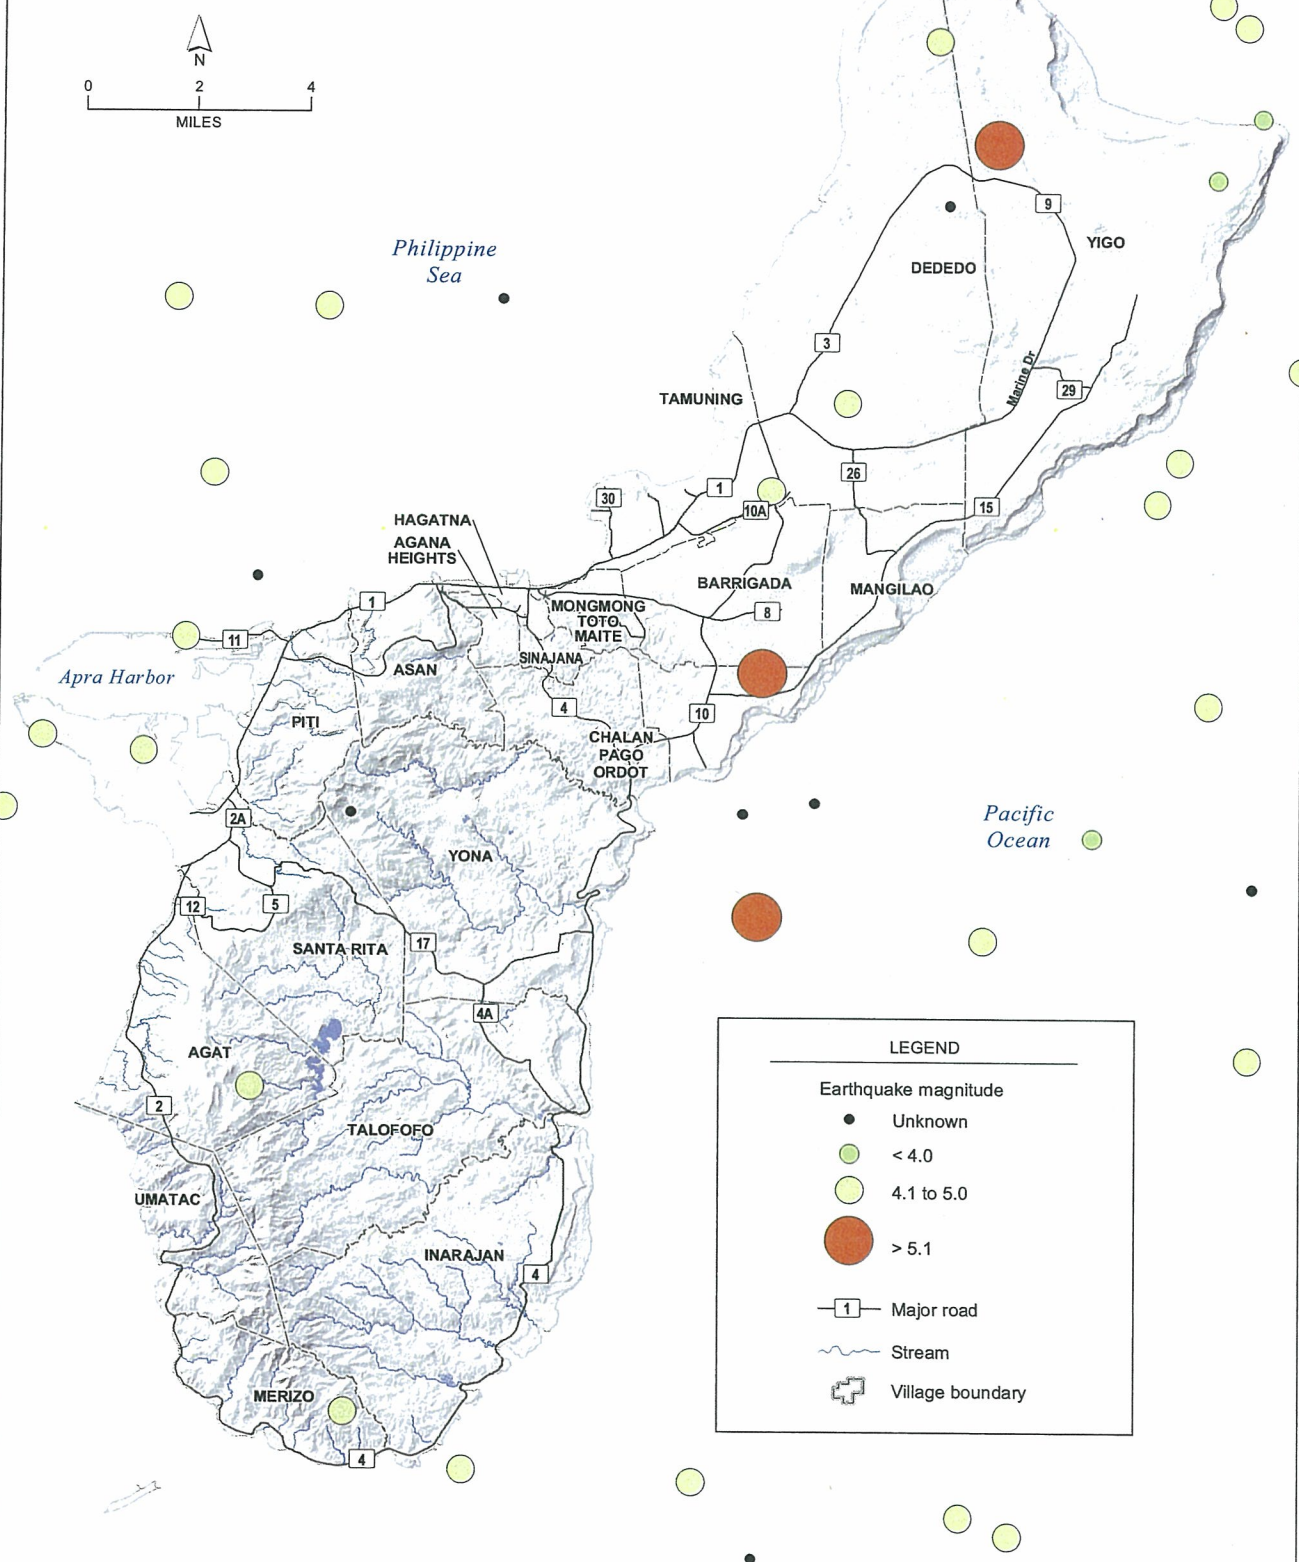 N
0 2 4
MILES
Philippine
Sea
9
YIGO
DEDEDO
3
Marine Dr
29
TAMUNING
26
1
30
10A
15
HAGATNA
AGANA
HEIGHTS
BARRIGADA
MANGILAO
1
8
MONGMONG
TOTO
MAITE
11
SINAJANA
ASAN
Apra Harbor
4
10
PITI
CHALAN
PAGO
ORDOT
2A
Pacific
Ocean
YONA
12
5
17
SANTA RITA
4A
AGAT
2
TALOFOFO
UMATAC
INARAJAN
4
MERIZO
4
LEGEND
Earthquake magnitude
Unknown
< 4.0
4.1 to 5.0
> 5.1
1 Major road
Stream
Village boundary